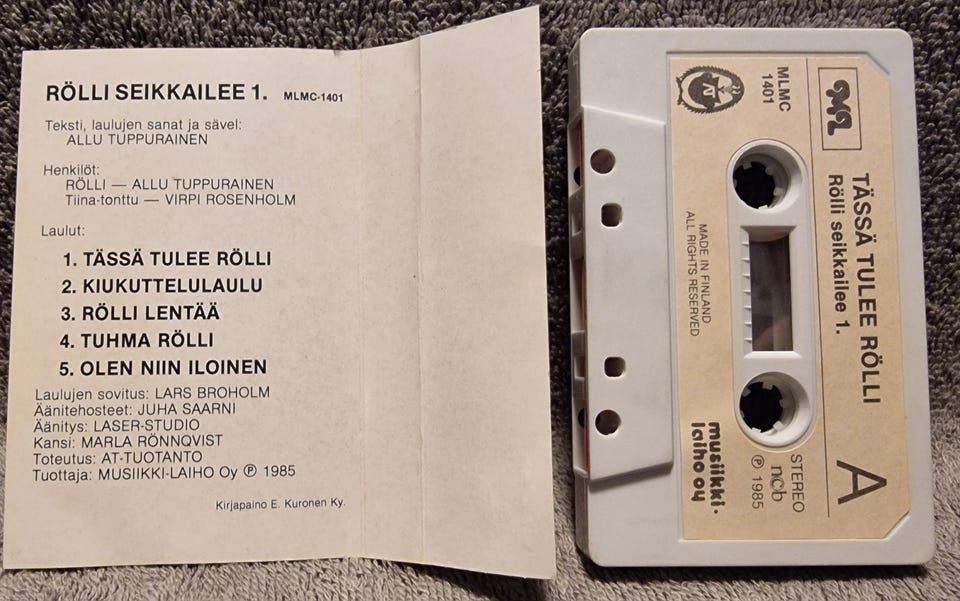 RÖLLI SEIKKAILEE 1. MLMC-1401
Teksti, laulujen sanat ja sävel:
ALLU TUPPURAINEN
Henkilöt:
RÖLLI — ALLU TUPPURAINEN
Tiina-tonttu — VIRPI ROSENHOLM
Laulut:
1. TÄSSÄ TULEE RÖLLI
2. KIUKUTTELULAULU
3. RÖLLI LENTÄÄ
4. TUHMA RÖLLI
5. OLEN NIIN ILOINEN
Laulujen sovitus: LARS BROHOLM
Äänitehosteet: JUHA SAARNI
Äänitys: LASER-STUDIO
Kansi: MARLA RÖNNQVIST
Toteutus: AT-TUOTANTO
Tuottaja: MUSIIKKI-LAIHO Oy Ⓟ 1985
Kirjapaino E. Kuronen Ky.
TÄSSÄ TULEE RÖLLI
Rölli seikkailee 1.
A
MLMC
1401
AT
STEREO
ncb
Ⓟ 1985
MADE IN FINLAND
ALL RIGHTS RESERVED
musiikki-
laiho oy